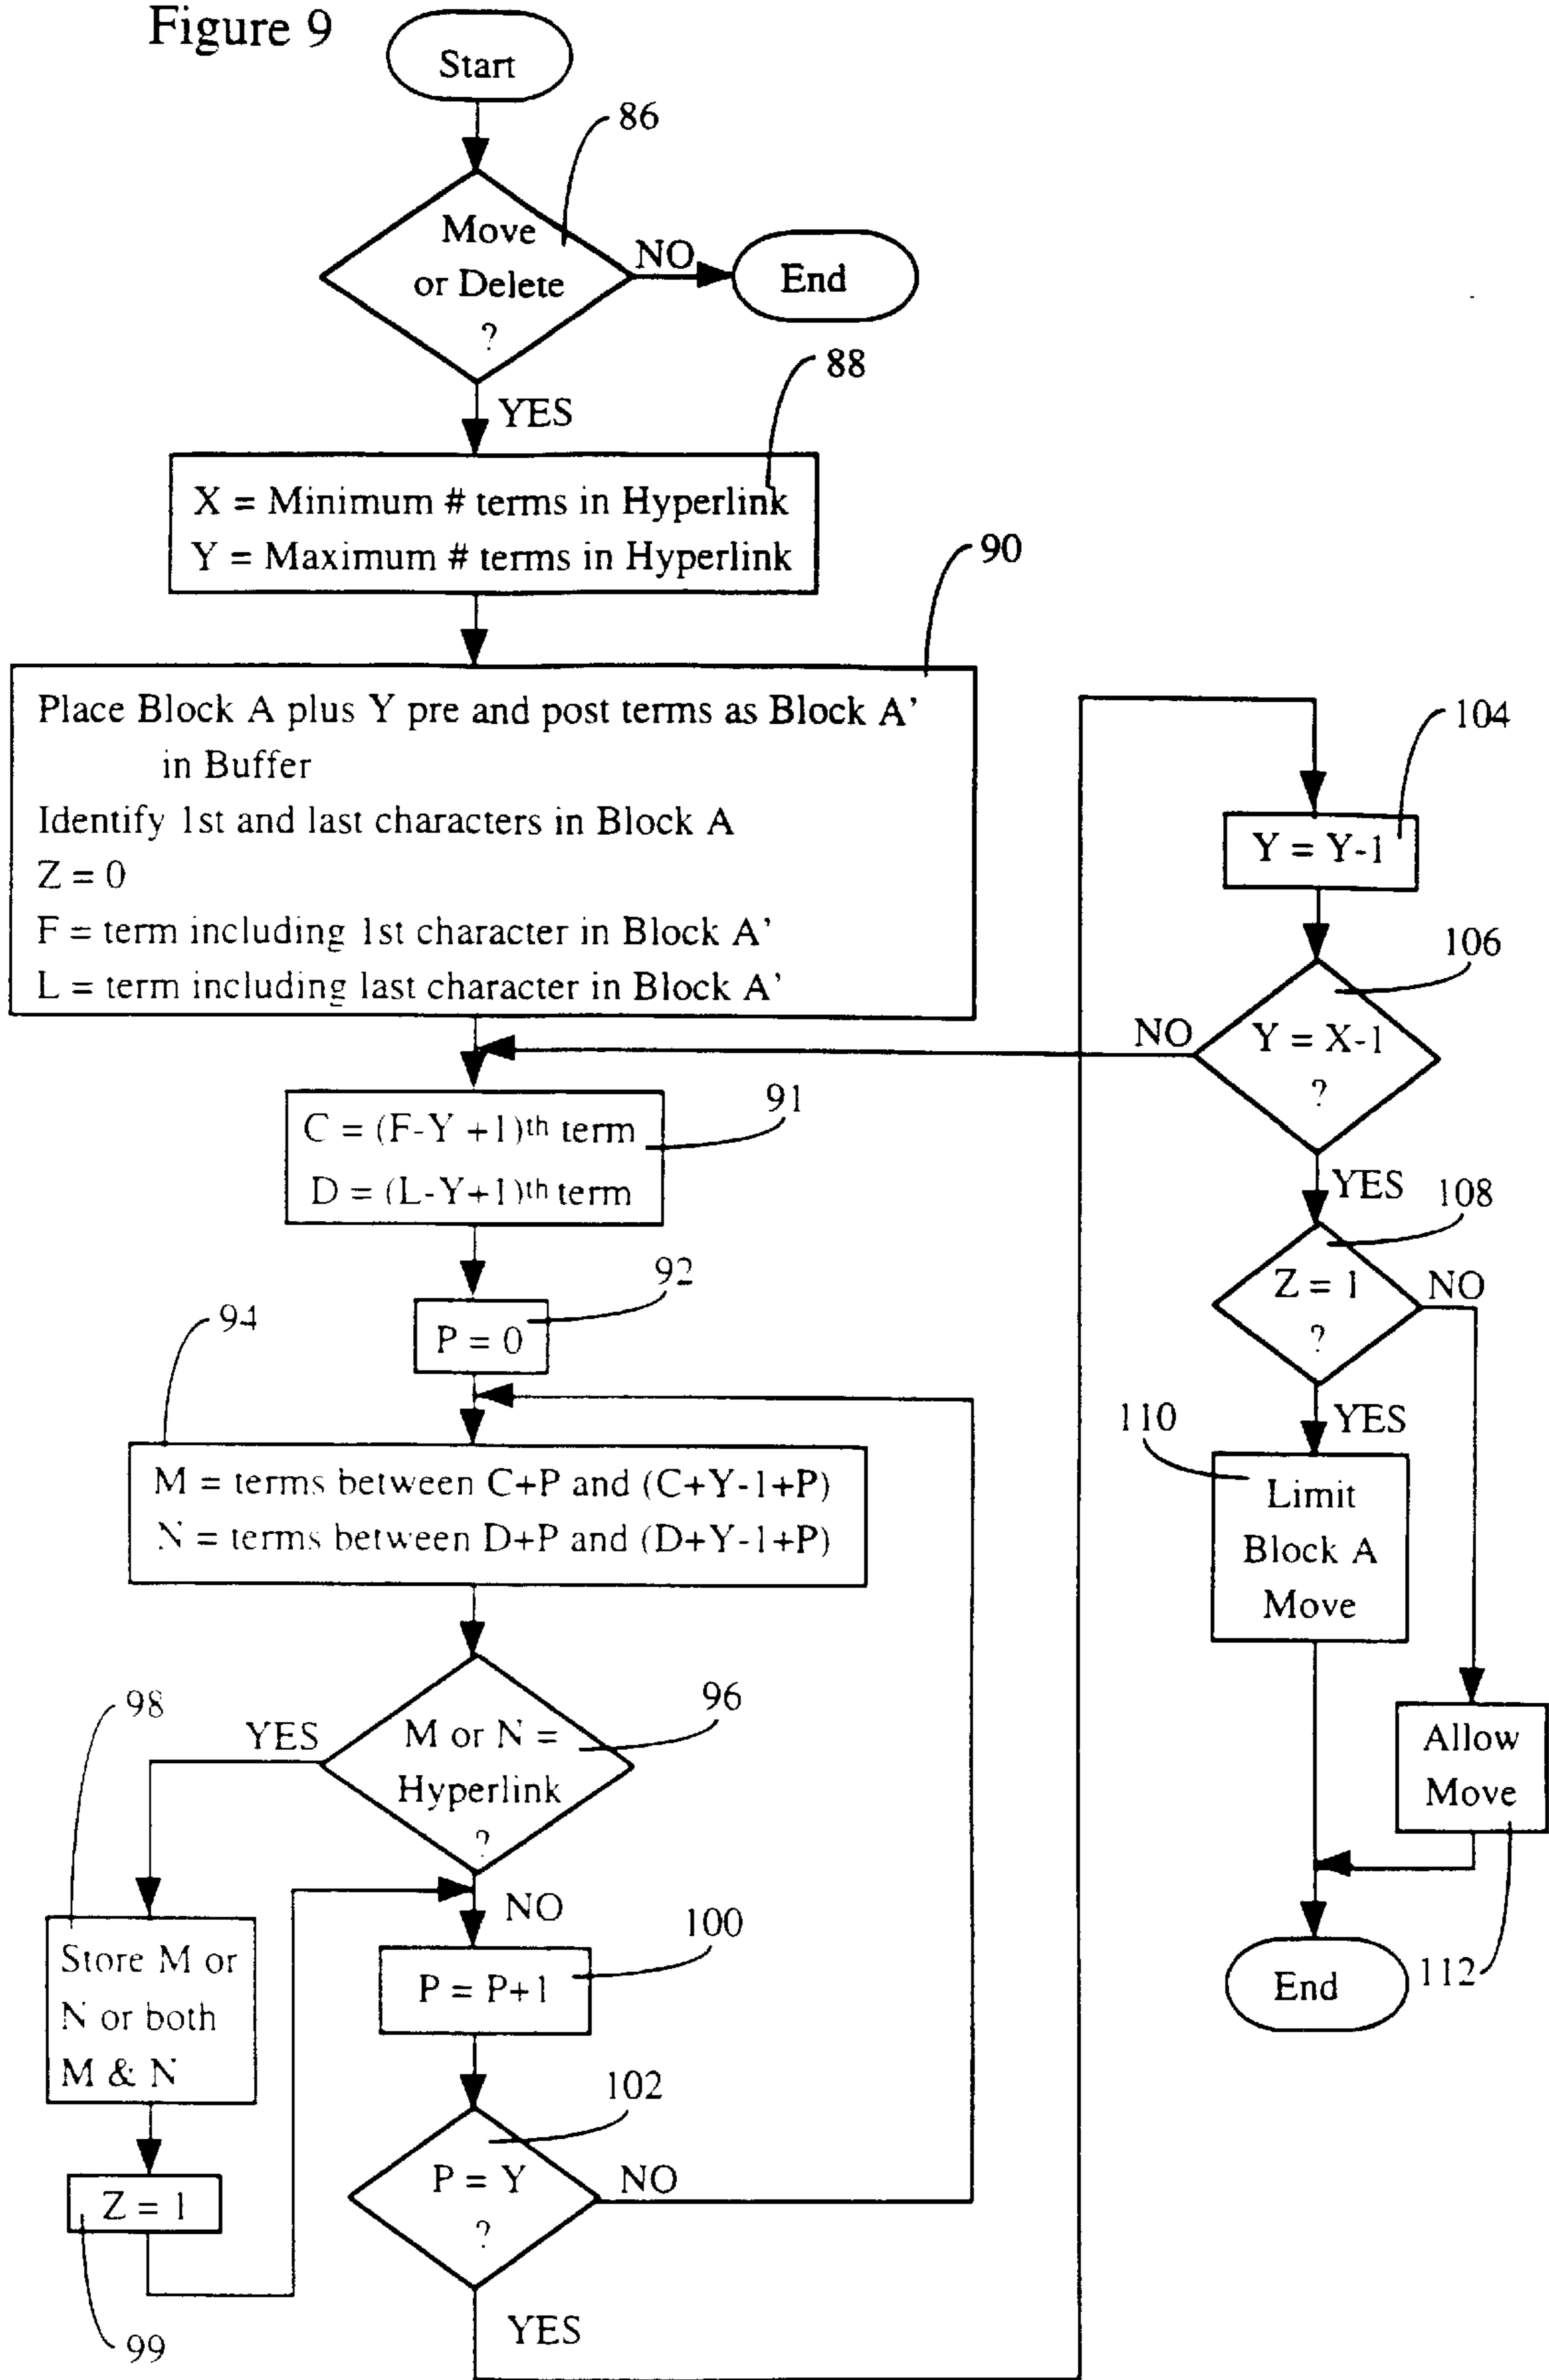 Figure 9
Start
86
Move
or Delete
?
NO
End
YES
88
X = Minimum # terms in Hyperlink
Y = Maximum # terms in Hyperlink
90
Place Block A plus Y pre and post terms as Block A'
in Buffer
Identify 1st and last characters in Block A
Z = 0
F = term including 1st character in Block A'
L = term including last character in Block A'
91
C = (F-Y +1)th term
D = (L-Y+1)th term
92
P = 0
94
M = terms between C+P and (C+Y-1+P)
N = terms between D+P and (D+Y-1+P)
96
M or N =
Hyperlink
?
YES
98
Store M or
N or both
M & N
Z = 1
99
NO
100
P = P+1
102
P = Y
?
NO
YES
104
Y = Y-1
106
Y = X-1
?
NO
YES
108
Z = 1
?
NO
YES
110
Limit
Block A
Move
Allow
Move
112
End